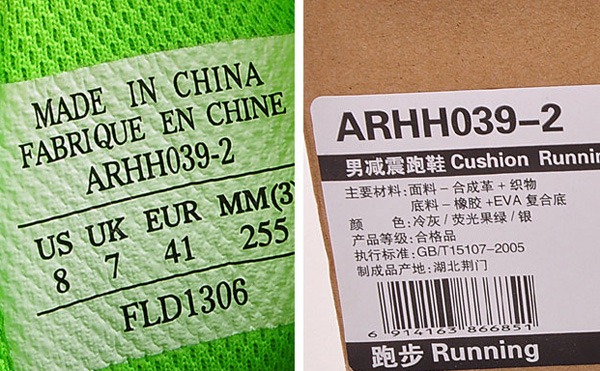 MADE IN CHINA
FABRIQUE EN CHINE
ARHH039-2
US UK EUR MM(3
8 7 41 255
FLD1306
ARHH039-2
男减震跑鞋 Cushion Runnin
主要材料: 面料-合成革+织物
底料-橡胶+EVA复合底
颜 色: 冷灰/荧光果绿/银
产品等级: 合格品
执行标准: GB/T15107-2005
制成品产地: 湖北荆门
6 914163 866851
跑步 Running